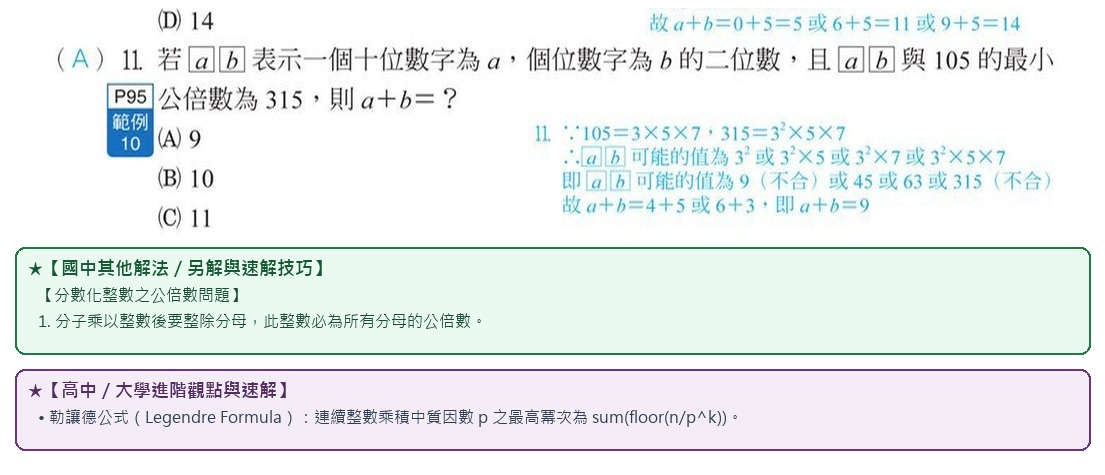 (D) 14
故 a+b=0+5=5 或 6+5=11 或 9+5=14
( A ) 11. 若 a b 表示一個十位數字為 a，個位數字為 b 的二位數，且 a b 與 105 的最小
P95 公倍數為 315，則 a+b=？
範例
10
(A) 9
(B) 10
(C) 11
11. ∵105=3×5×7，315=3²×5×7
∴ a b 可能的值為 3² 或 3²×5 或 3²×7 或 3²×5×7
即 a b 可能的值為 9（不合）或 45 或 63 或 315（不合）
故 a+b=4+5 或 6+3，即 a+b=9
★【國中其他解法 / 另解與速解技巧】
【分數化整數之公倍數問題】
1. 分子乘以整數後要整除分母，此整數必為所有分母的公倍數。
★【高中 / 大學進階觀點與速解】
• 勒讓德公式（Legendre Formula）：連續整數乘積中質因數 p 之最高冪次為 sum(floor(n/p^k))。